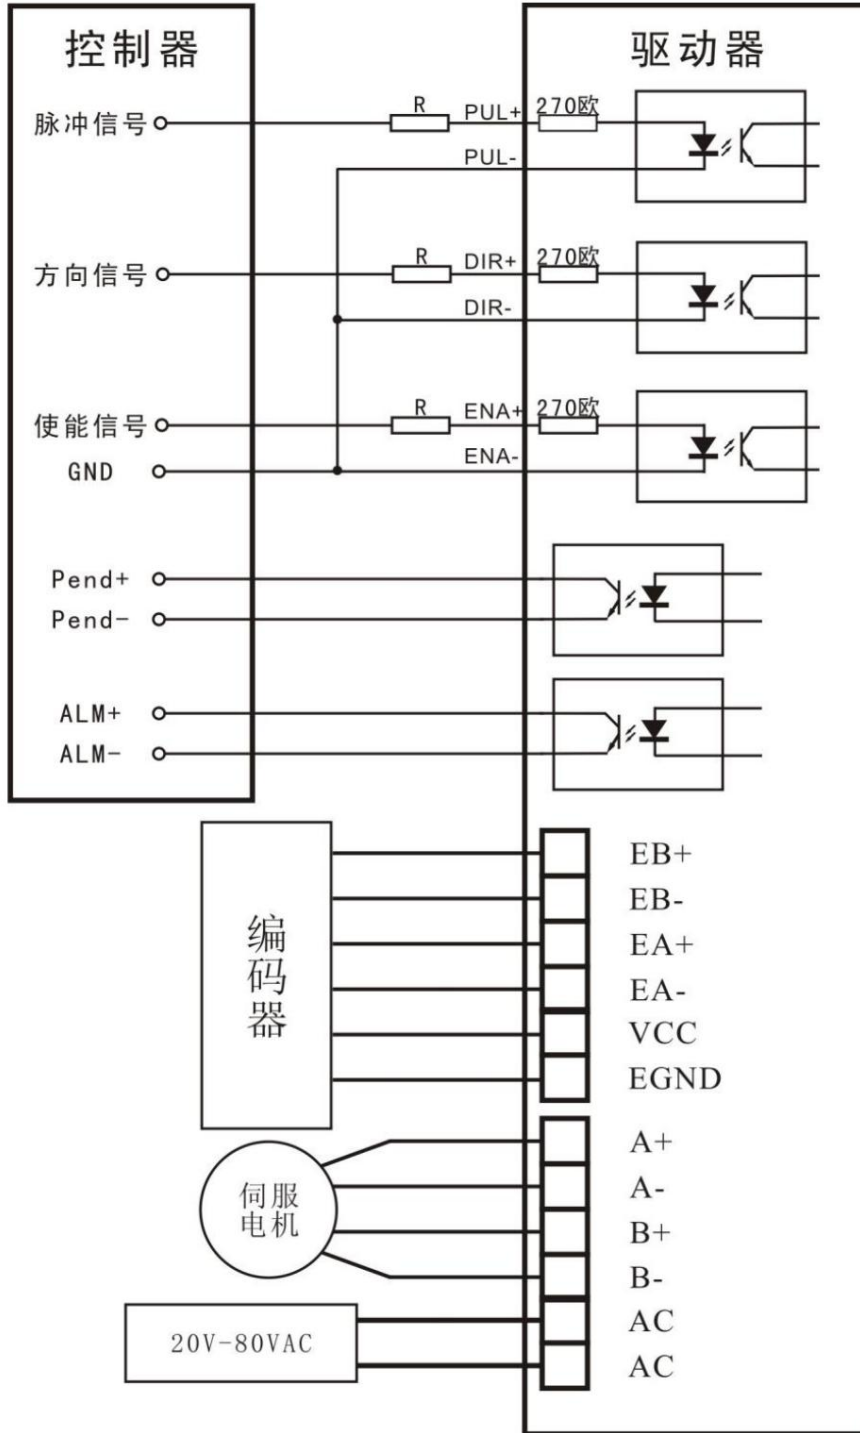 控制器
驱动器
脉冲信号
R
PUL+
270欧
PUL-
方向信号
R
DIR+
270欧
DIR-
使能信号
R
ENA+
270欧
GND
ENA-
Pend+
Pend-
ALM+
ALM-
编码器
EB+
EB-
EA+
EA-
VCC
EGND
伺服
电机
A+
A-
B+
B-
20V-80VAC
AC
AC